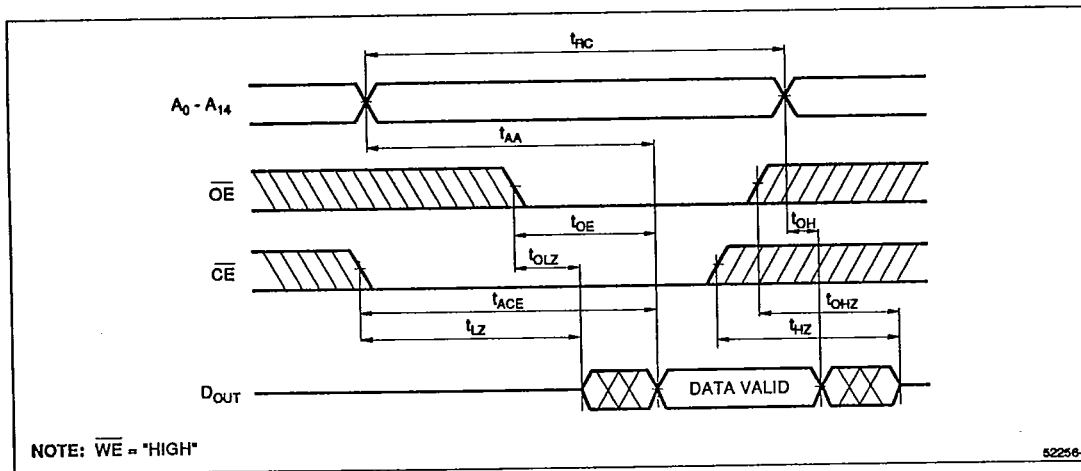 tRC
A0 - A14
tAA
OE
tOE
tOH
tOLZ
CE
tACE
tOHZ
tLZ
tHZ
DOUT
DATA VALID
NOTE: WE = "HIGH"
52256